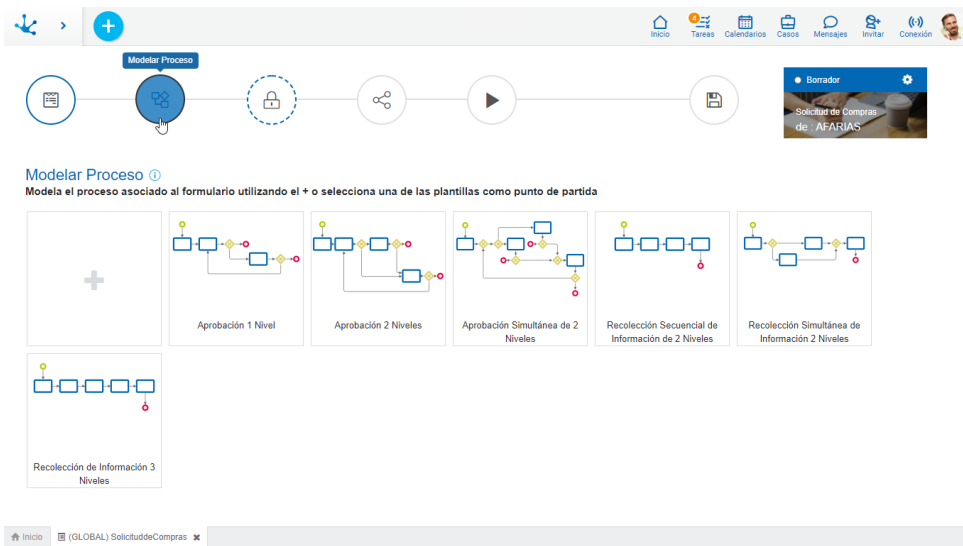 4
Inicio
Tareas
Calendarios
Casos
Mensajes
Invitar
Conexión
Modelar Proceso
Borrador
Solicitud de Compras
de : AFARIAS
Modelar Proceso
Modela el proceso asociado al formulario utilizando el + o selecciona una de las plantillas como punto de partida
Aprobación 1 Nivel
Aprobación 2 Niveles
Aprobación Simultánea de 2
Niveles
Recolección Secuencial de
Información de 2 Niveles
Recolección Simultánea de
Información 2 Niveles
Recolección de Información 3
Niveles
Inicio
(GLOBAL) SolicituddeCompras